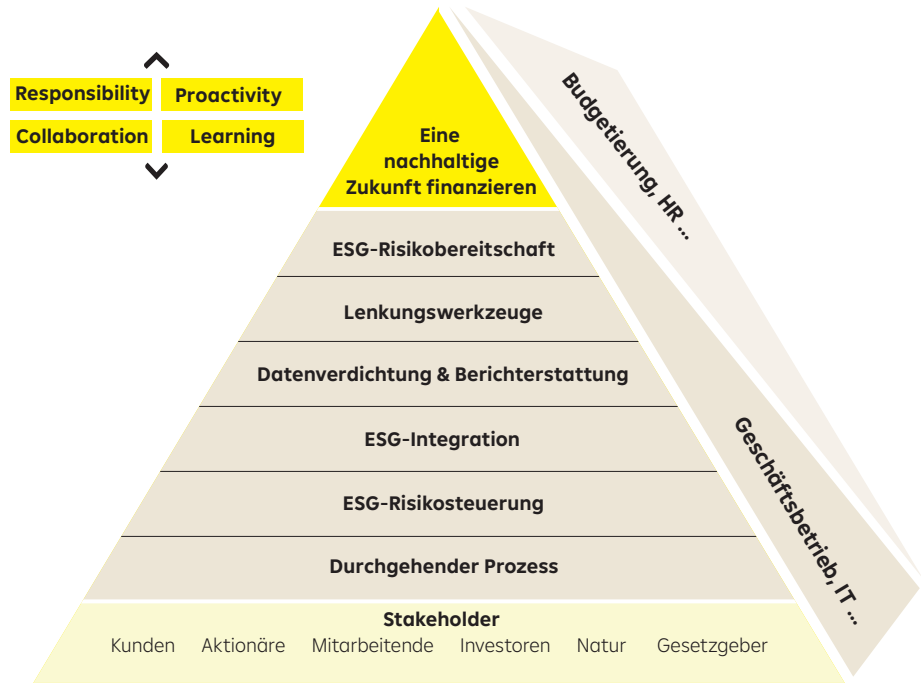 Responsibility Proactivity
Collaboration Learning
Eine
nachhaltige
Zukunft finanzieren
ESG-Risikobereitschaft
Lenkungswerkzeuge
Datenverdichtung & Berichterstattung
ESG-Integration
ESG-Risikosteuerung
Durchgehender Prozess
Stakeholder
Kunden Aktionäre Mitarbeitende Investoren Natur Gesetzgeber
Budgetierung, HR ...
Geschäftsbetrieb, IT ...